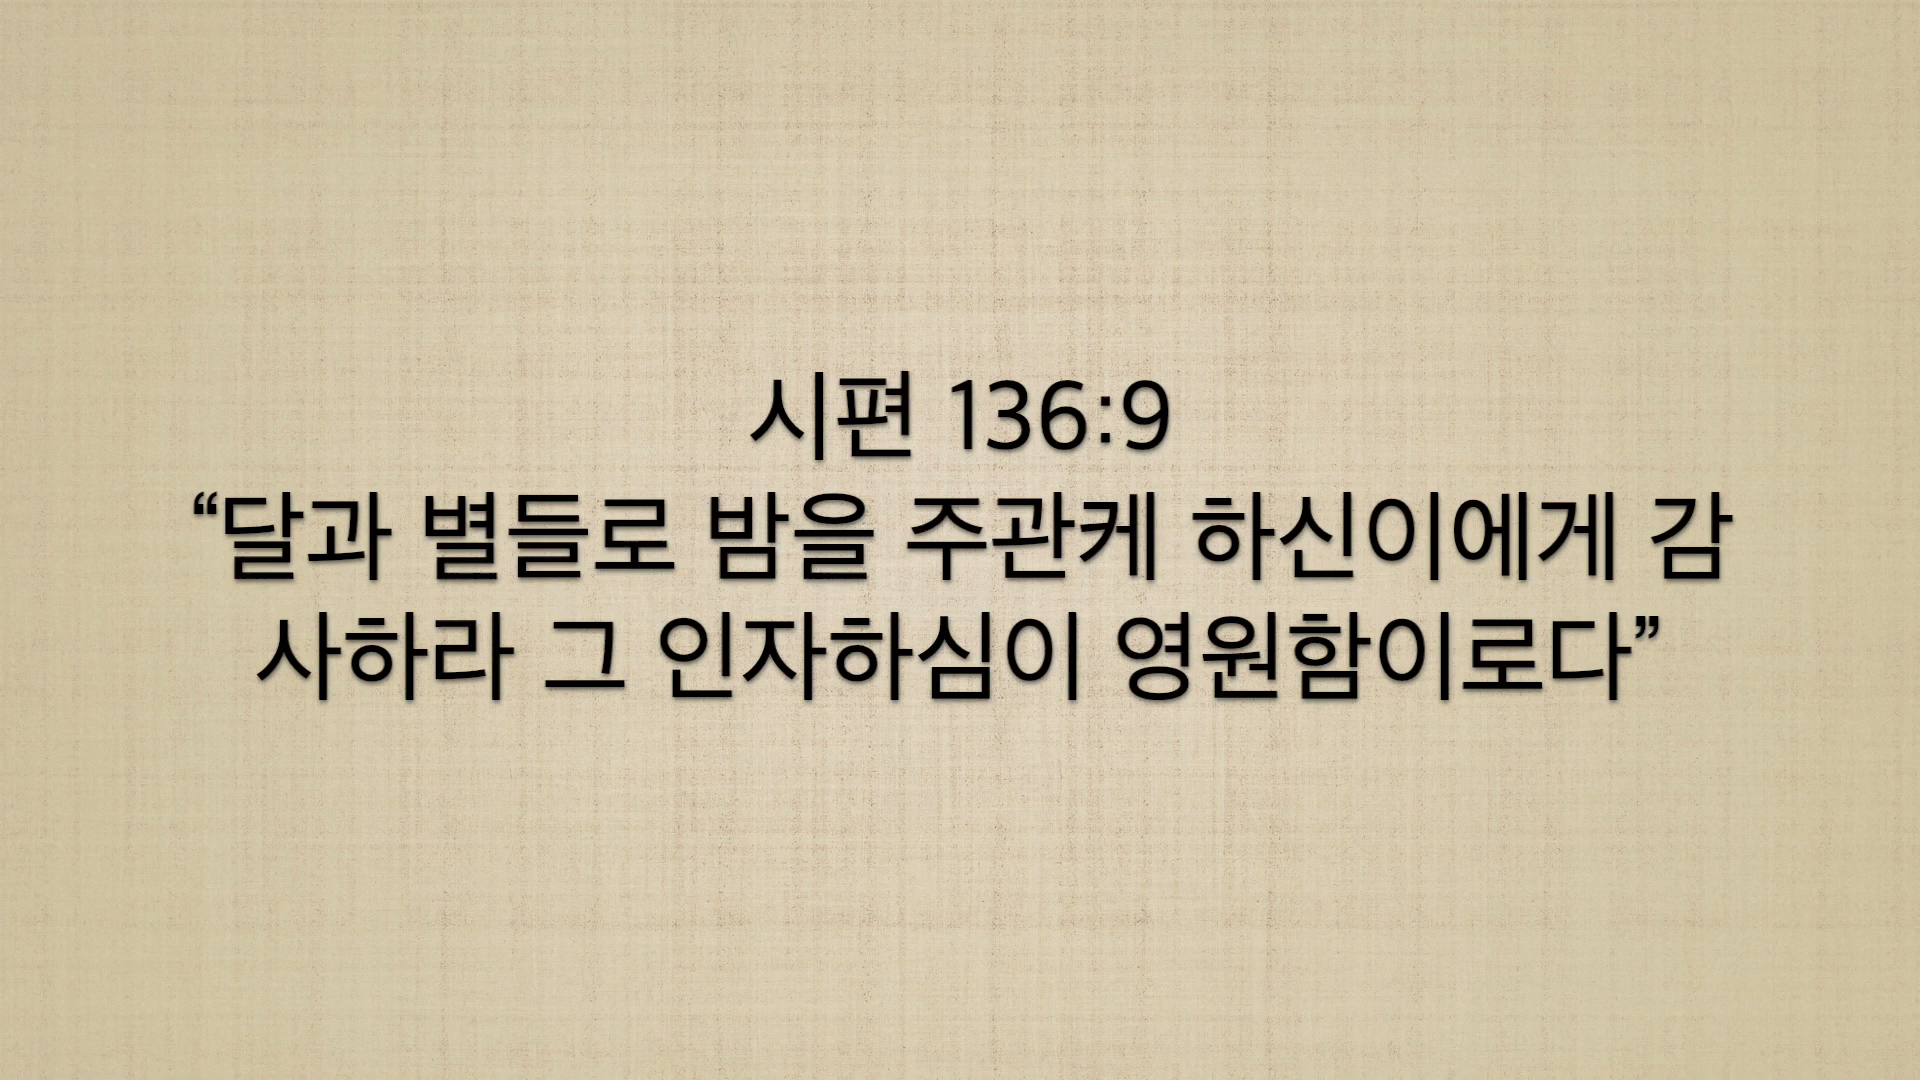 시편 136:9
“달과 별들로 밤을 주관케 하신이에게 감
사하라 그 인자하심이 영원함이로다”